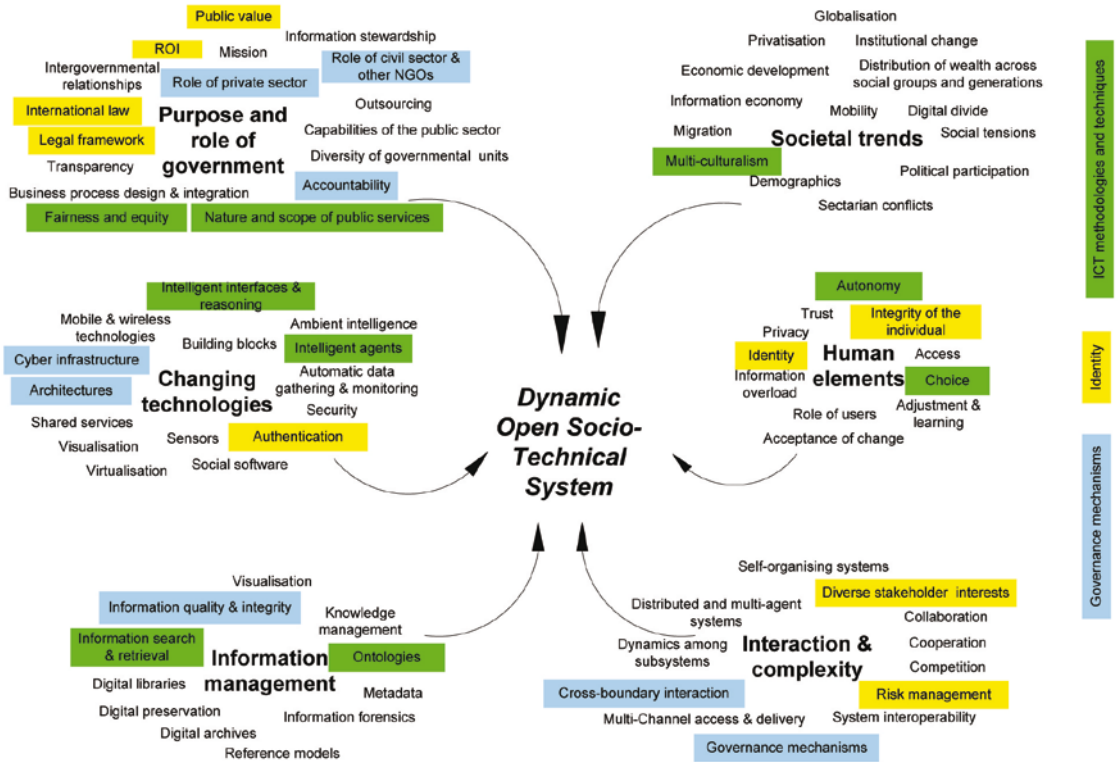 Public value
Information stewardship
ROI
Mission
Role of civil sector &
other NGOs
Intergovernmental
relationships
Role of private sector
Outsourcing
International law
Purpose and
role of
government
Legal framework
Capabilities of the public sector
Transparency
Diversity of governmental units
Business process design & integration
Accountability
Fairness and equity
Nature and scope of public services
Globalisation
Privatisation
Institutional change
Economic development
Distribution of wealth across
social groups and generations
Information economy
Mobility
Digital divide
Migration
Societal trends
Social tensions
Multi-culturalism
Demographics
Political participation
Sectarian conflicts
Intelligent interfaces &
reasoning
Mobile & wireless
technologies
Ambient intelligence
Building blocks
Intelligent agents
Cyber infrastructure
Changing
technologies
Automatic data
gathering & monitoring
Architectures
Security
Shared services
Sensors
Authentication
Visualisation
Social software
Virtualisation
Dynamic
Open Socio-
Technical
System
Autonomy
Trust
Integrity of the
individual
Privacy
Identity
Human
elements
Access
Information
overload
Choice
Role of users
Adjustment &
learning
Acceptance of change
Visualisation
Information quality & integrity
Knowledge
management
Information search
& retrieval
Information
management
Ontologies
Digital libraries
Metadata
Digital preservation
Information forensics
Digital archives
Reference models
Self-organising systems
Diverse stakeholder interests
Distributed and multi-agent
systems
Collaboration
Dynamics among
subsystems
Interaction &
complexity
Cooperation
Competition
Cross-boundary interaction
Risk management
Multi-Channel access & delivery
System interoperability
Governance mechanisms
ICT methodologies and techniques
Identity
Governance mechanisms